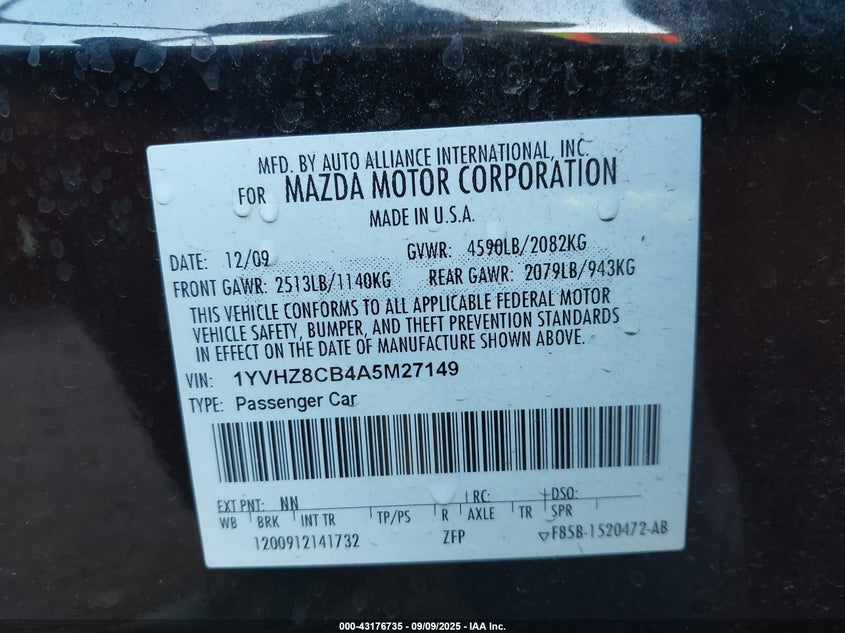 MFD. BY AUTO ALLIANCE INTERNATIONAL, INC.
FOR MAZDA MOTOR CORPORATION
MADE IN U.S.A.
DATE: 12/09 GVWR: 4590LB/2082KG
FRONT GAWR: 2513LB/1140KG REAR GAWR: 2079LB/943KG
THIS VEHICLE CONFORMS TO ALL APPLICABLE FEDERAL MOTOR
VEHICLE SAFETY, BUMPER, AND THEFT PREVENTION STANDARDS
IN EFFECT ON THE DATE OF MANUFACTURE SHOWN ABOVE.
VIN: 1YVHZ8CB4A5M27149
TYPE: Passenger Car
EXT PNT: NN RC: DSO:
WB BRK INT TR TP/PS R AXLE TR SPR
1200912141732 ZFP ▽F85B-1520472-AB
000-43176735 - 09/09/2025 - IAA Inc.